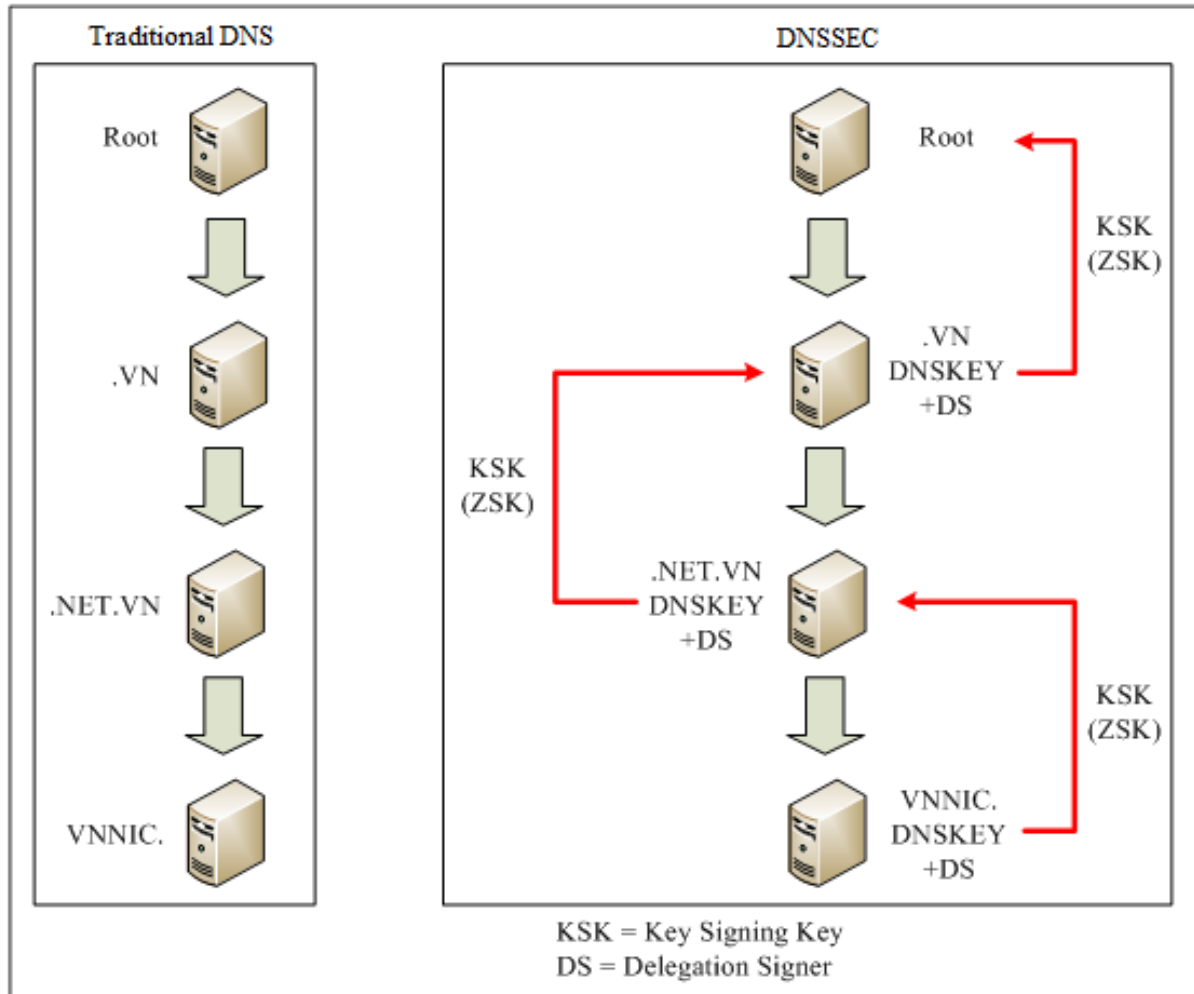 Traditional DNS
Root
.VN
.NET.VN
VNNIC.
DNSSEC
Root
KSK
(ZSK)
.VN
DNSKEY
+DS
KSK
(ZSK)
.NET.VN
DNSKEY
+DS
KSK
(ZSK)
VNNIC.
DNSKEY
+DS
KSK = Key Signing Key
DS = Delegation Signer